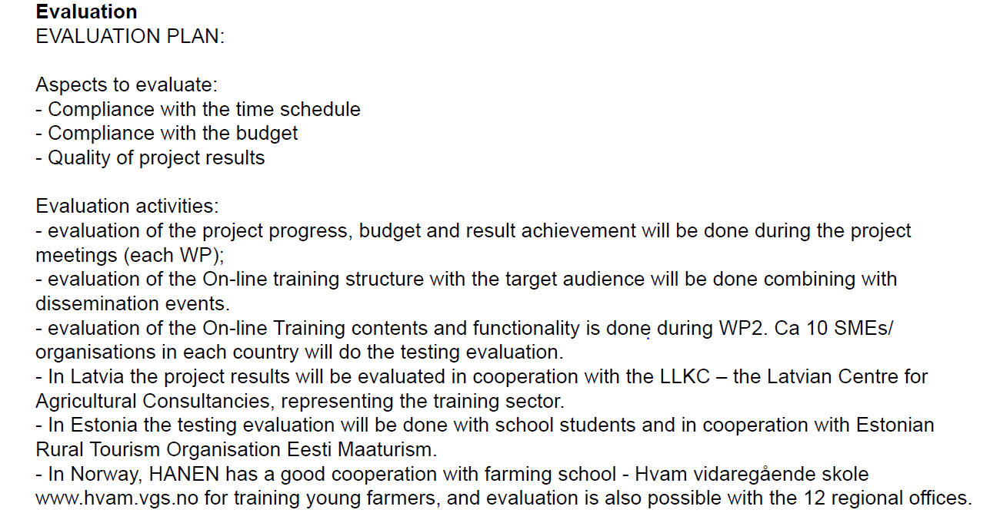 Evaluation
EVALUATION PLAN:
Aspects to evaluate:
- Compliance with the time schedule
- Compliance with the budget
- Quality of project results
Evaluation activities:
- evaluation of the project progress, budget and result achievement will be done during the project
meetings (each WP);
- evaluation of the On-line training structure with the target audience will be done combining with
dissemination events.
- evaluation of the On-line Training contents and functionality is done during WP2. Ca 10 SMEs/
organisations in each country will do the testing evaluation.
- In Latvia the project results will be evaluated in cooperation with the LLKC – the Latvian Centre for
Agricultural Consultancies, representing the training sector.
- In Estonia the testing evaluation will be done with school students and in cooperation with Estonian
Rural Tourism Organisation Eesti Maaturism.
- In Norway, HANEN has a good cooperation with farming school - Hvam vidaregående skole
www.hvam.vgs.no for training young farmers, and evaluation is also possible with the 12 regional offices.